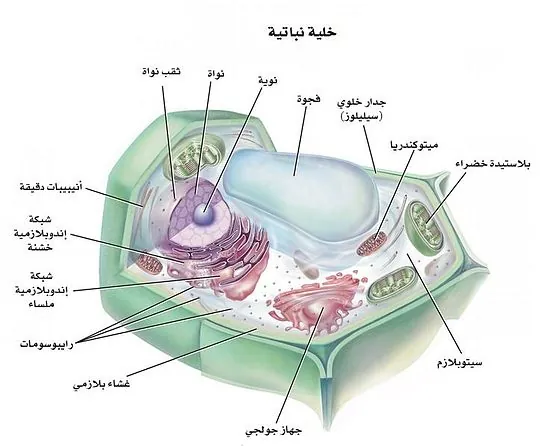 خلية نباتية
ثقب نواة
نواة
نوية
فجوة
جدار خلوي
(سيليلوز)
ميتوكندريا
بلاستيدة خضراء
أنيبيبات دقيقة
شبكة
إندوبلازمية
خشنة
شبكة
إندوبلازمية
ملساء
رايبوسومات
غشاء بلازمي
جهاز جولجي
سيتوبلازم